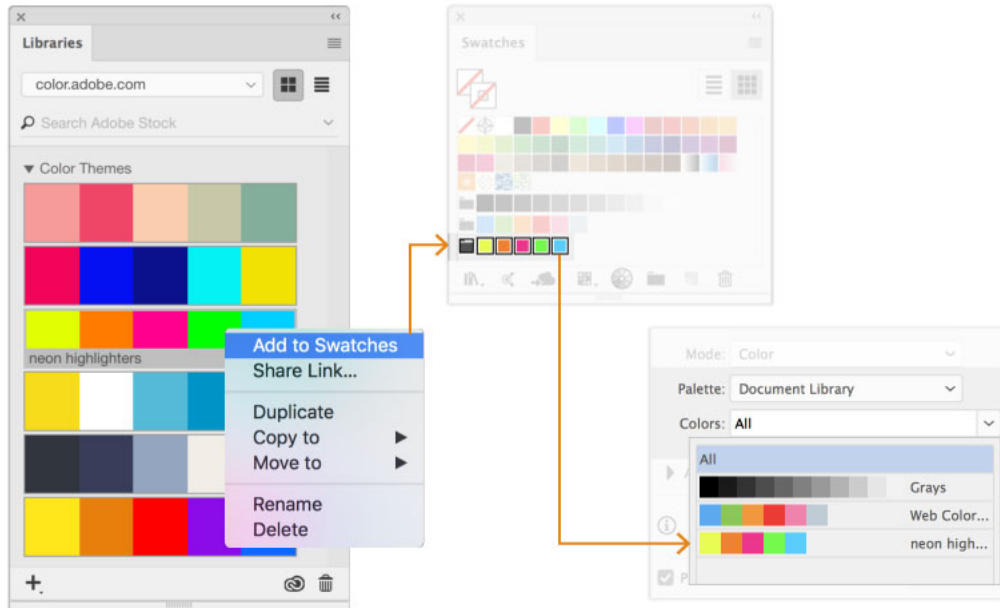 Libraries
color.adobe.com
Search Adobe Stock
Color Themes
neon highlighters
Add to Swatches
Share Link...
Duplicate
Copy to
Move to
Rename
Delete
Swatches
Mode: Color
Palette: Document Library
Colors: All
All
Grays
Web Color...
neon high...